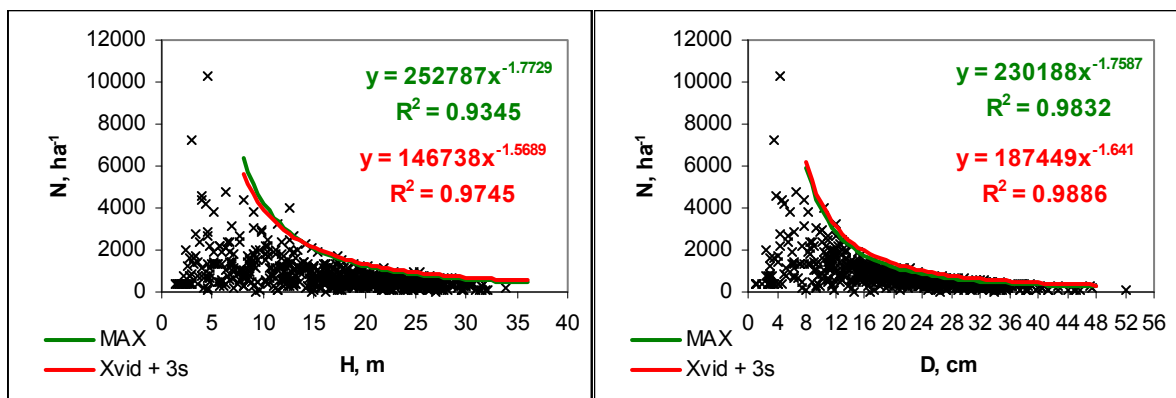 12000
10000
8000
6000
4000
2000
0
N, ha⁻¹
y = 252787x⁻¹·⁷⁷²⁹
R² = 0.9345
y = 146738x⁻¹·⁵⁶⁸⁹
R² = 0.9745
0 5 10 15 20 25 30 35 40
MAX
Xvid + 3s
H, m
12000
10000
8000
6000
4000
2000
0
N, ha⁻¹
y = 230188x⁻¹·⁷⁵⁸⁷
R² = 0.9832
y = 187449x⁻¹·⁶⁴¹
R² = 0.9886
0 4 8 12 16 20 24 28 32 36 40 44 48 52 56
MAX
Xvid + 3s
D, cm